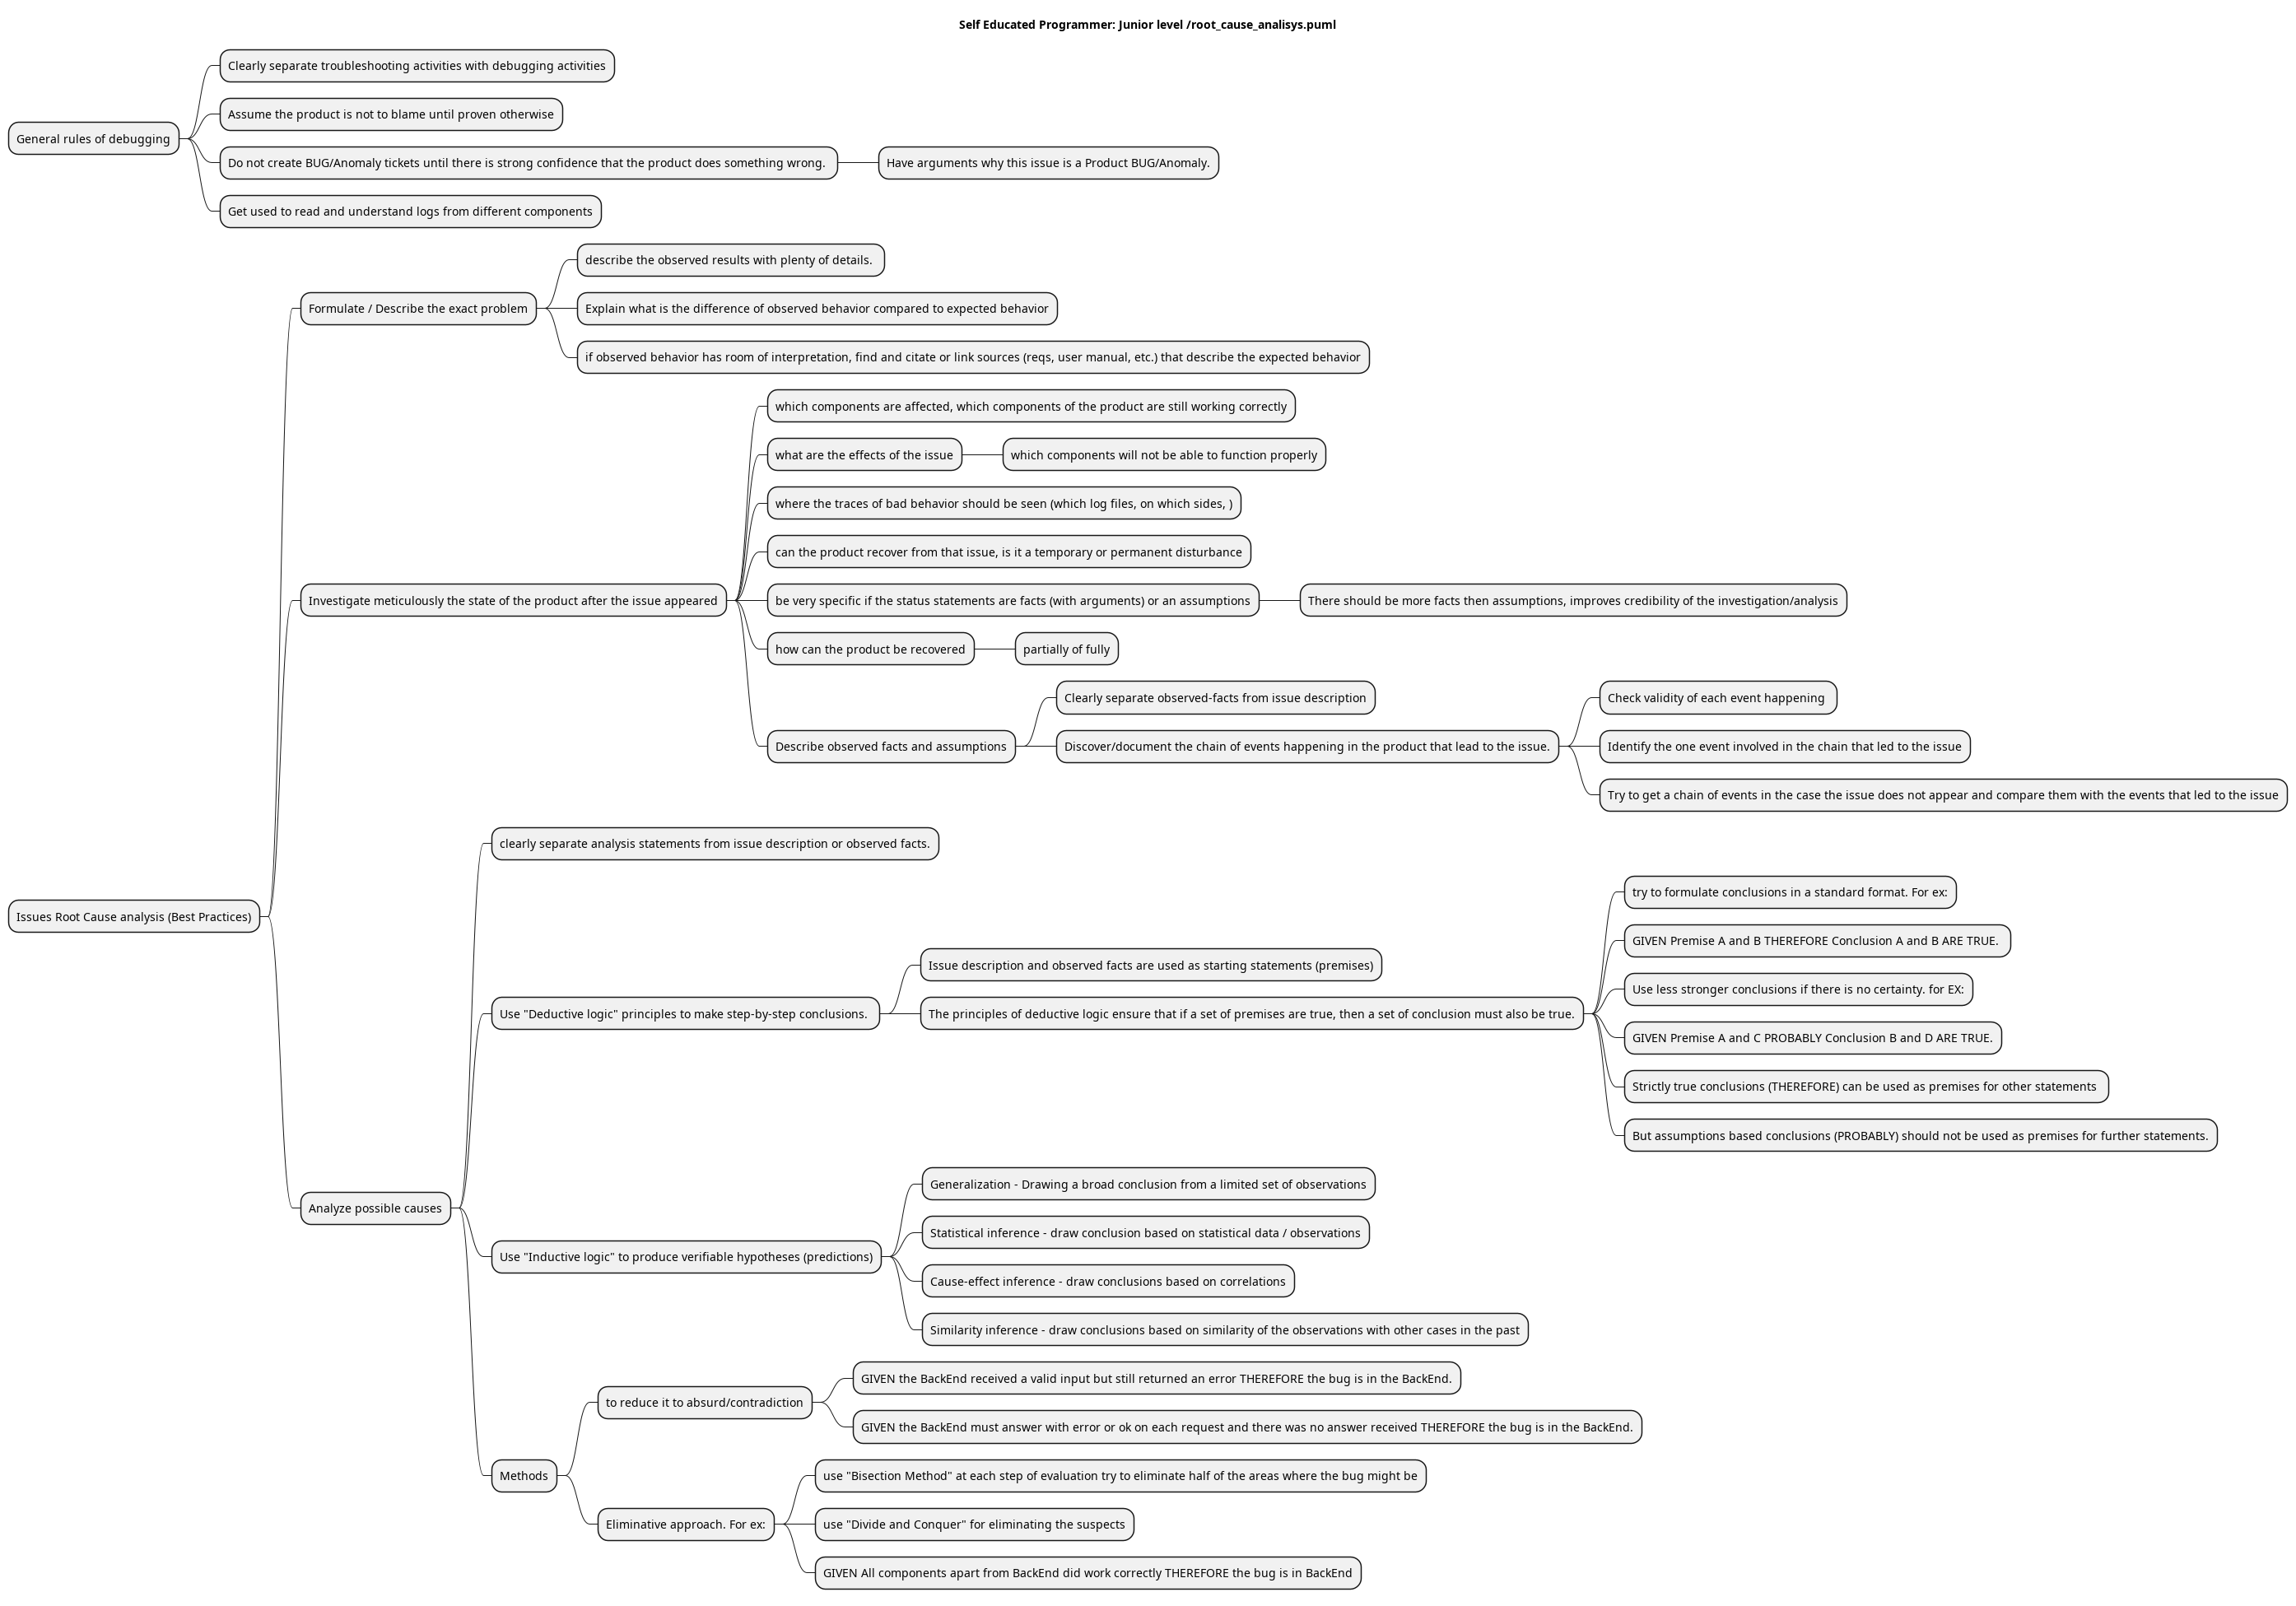 Self Educated Programmer: Junior level /root_cause_analisys.puml
General rules of debugging
Clearly separate troubleshooting activities with debugging activities
Assume the product is not to blame until proven otherwise
Do not create BUG/Anomaly tickets until there is strong confidence that the product does something wrong.
Have arguments why this issue is a Product BUG/Anomaly.
Get used to read and understand logs from different components
Issues Root Cause analysis (Best Practices)
Formulate / Describe the exact problem
describe the observed results with plenty of details.
Explain what is the difference of observed behavior compared to expected behavior
if observed behavior has room of interpretation, find and citate or link sources (reqs, user manual, etc.) that describe the expected behavior
Investigate meticulously the state of the product after the issue appeared
which components are affected, which components of the product are still working correctly
what are the effects of the issue
which components will not be able to function properly
where the traces of bad behavior should be seen (which log files, on which sides, )
can the product recover from that issue, is it a temporary or permanent disturbance
be very specific if the status statements are facts (with arguments) or an assumptions
There should be more facts then assumptions, improves credibility of the investigation/analysis
how can the product be recovered
partially of fully
Describe observed facts and assumptions
Clearly separate observed-facts from issue description
Discover/document the chain of events happening in the product that lead to the issue.
Check validity of each event happening
Identify the one event involved in the chain that led to the issue
Try to get a chain of events in the case the issue does not appear and compare them with the events that led to the issue
Analyze possible causes
clearly separate analysis statements from issue description or observed facts.
Use "Deductive logic" principles to make step-by-step conclusions.
Issue description and observed facts are used as starting statements (premises)
The principles of deductive logic ensure that if a set of premises are true, then a set of conclusion must also be true.
try to formulate conclusions in a standard format. For ex:
GIVEN Premise A and B THEREFORE Conclusion A and B ARE TRUE.
Use less stronger conclusions if there is no certainty. for EX:
GIVEN Premise A and C PROBABLY Conclusion B and D ARE TRUE.
Strictly true conclusions (THEREFORE) can be used as premises for other statements
But assumptions based conclusions (PROBABLY) should not be used as premises for further statements.
Use "Inductive logic" to produce verifiable hypotheses (predictions)
Generalization - Drawing a broad conclusion from a limited set of observations
Statistical inference - draw conclusion based on statistical data / observations
Cause-effect inference - draw conclusions based on correlations
Similarity inference - draw conclusions based on similarity of the observations with other cases in the past
Methods
to reduce it to absurd/contradiction
GIVEN the BackEnd received a valid input but still returned an error THEREFORE the bug is in the BackEnd.
GIVEN the BackEnd must answer with error or ok on each request and there was no answer received THEREFORE the bug is in the BackEnd.
Eliminative approach. For ex:
use "Bisection Method" at each step of evaluation try to eliminate half of the areas where the bug might be
use "Divide and Conquer" for eliminating the suspects
GIVEN All components apart from BackEnd did work correctly THEREFORE the bug is in BackEnd